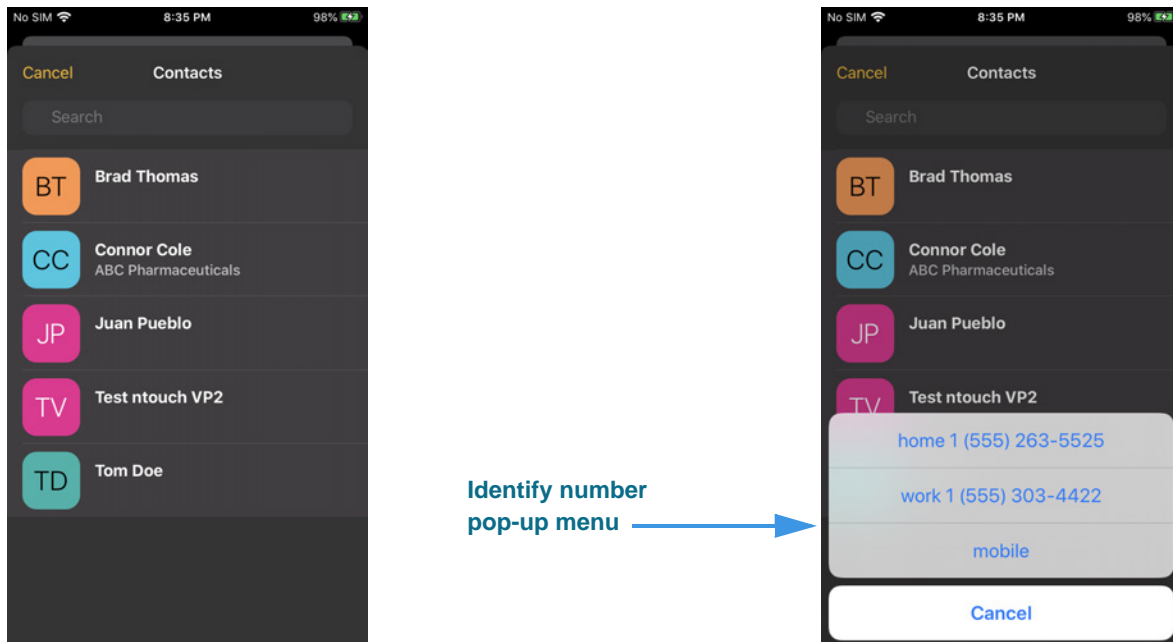 No SIM 8:35 PM 98%
Cancel Contacts
Search
BT Brad Thomas
CC Connor Cole
ABC Pharmaceuticals
JP Juan Pueblo
TV Test ntouch VP2
TD Tom Doe
Identify number
pop-up menu
No SIM 8:35 PM 98%
Cancel Contacts
Search
BT Brad Thomas
CC Connor Cole
ABC Pharmaceuticals
JP Juan Pueblo
TV Test ntouch VP2
home 1 (555) 263-5525
work 1 (555) 303-4422
mobile
Cancel